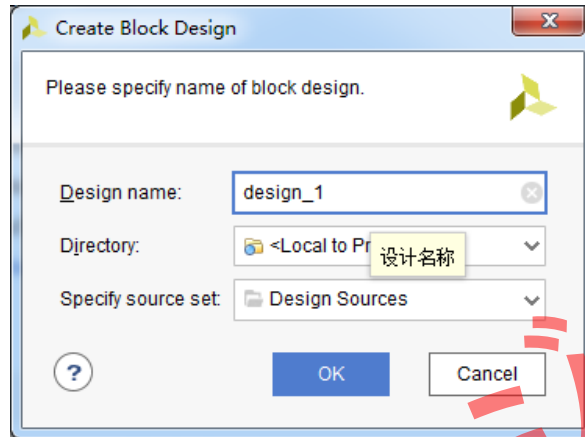 Create Block Design
Please specify name of block design.
Design name: design_1
Directory: <Local to Pr
设计名称
Specify source set: Design Sources
? OK Cancel